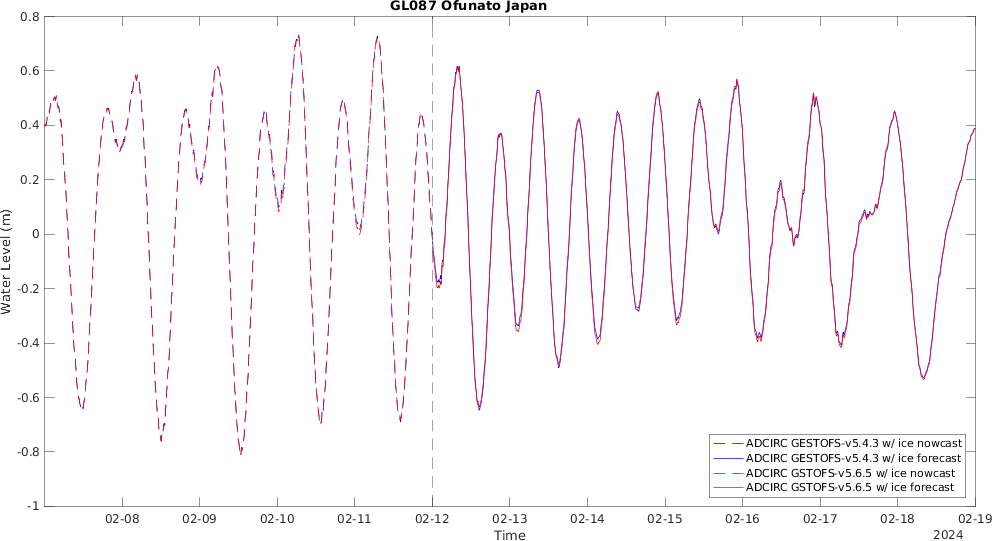 GL087 Ofunato Japan
0.8
0.6
0.4
0.2
0
-0.2
-0.4
-0.6
-0.8
-1
Water Level (m)
ADCIRC GESTOFS-v5.4.3 w/ ice nowcast
ADCIRC GESTOFS-v5.4.3 w/ ice forecast
ADCIRC GSTOFS-v5.6.5 w/ ice nowcast
ADCIRC GSTOFS-v5.6.5 w/ ice forecast
02-08 02-09 02-10 02-11 02-12 02-13 02-14 02-15 02-16 02-17 02-18 02-19
Time
2024